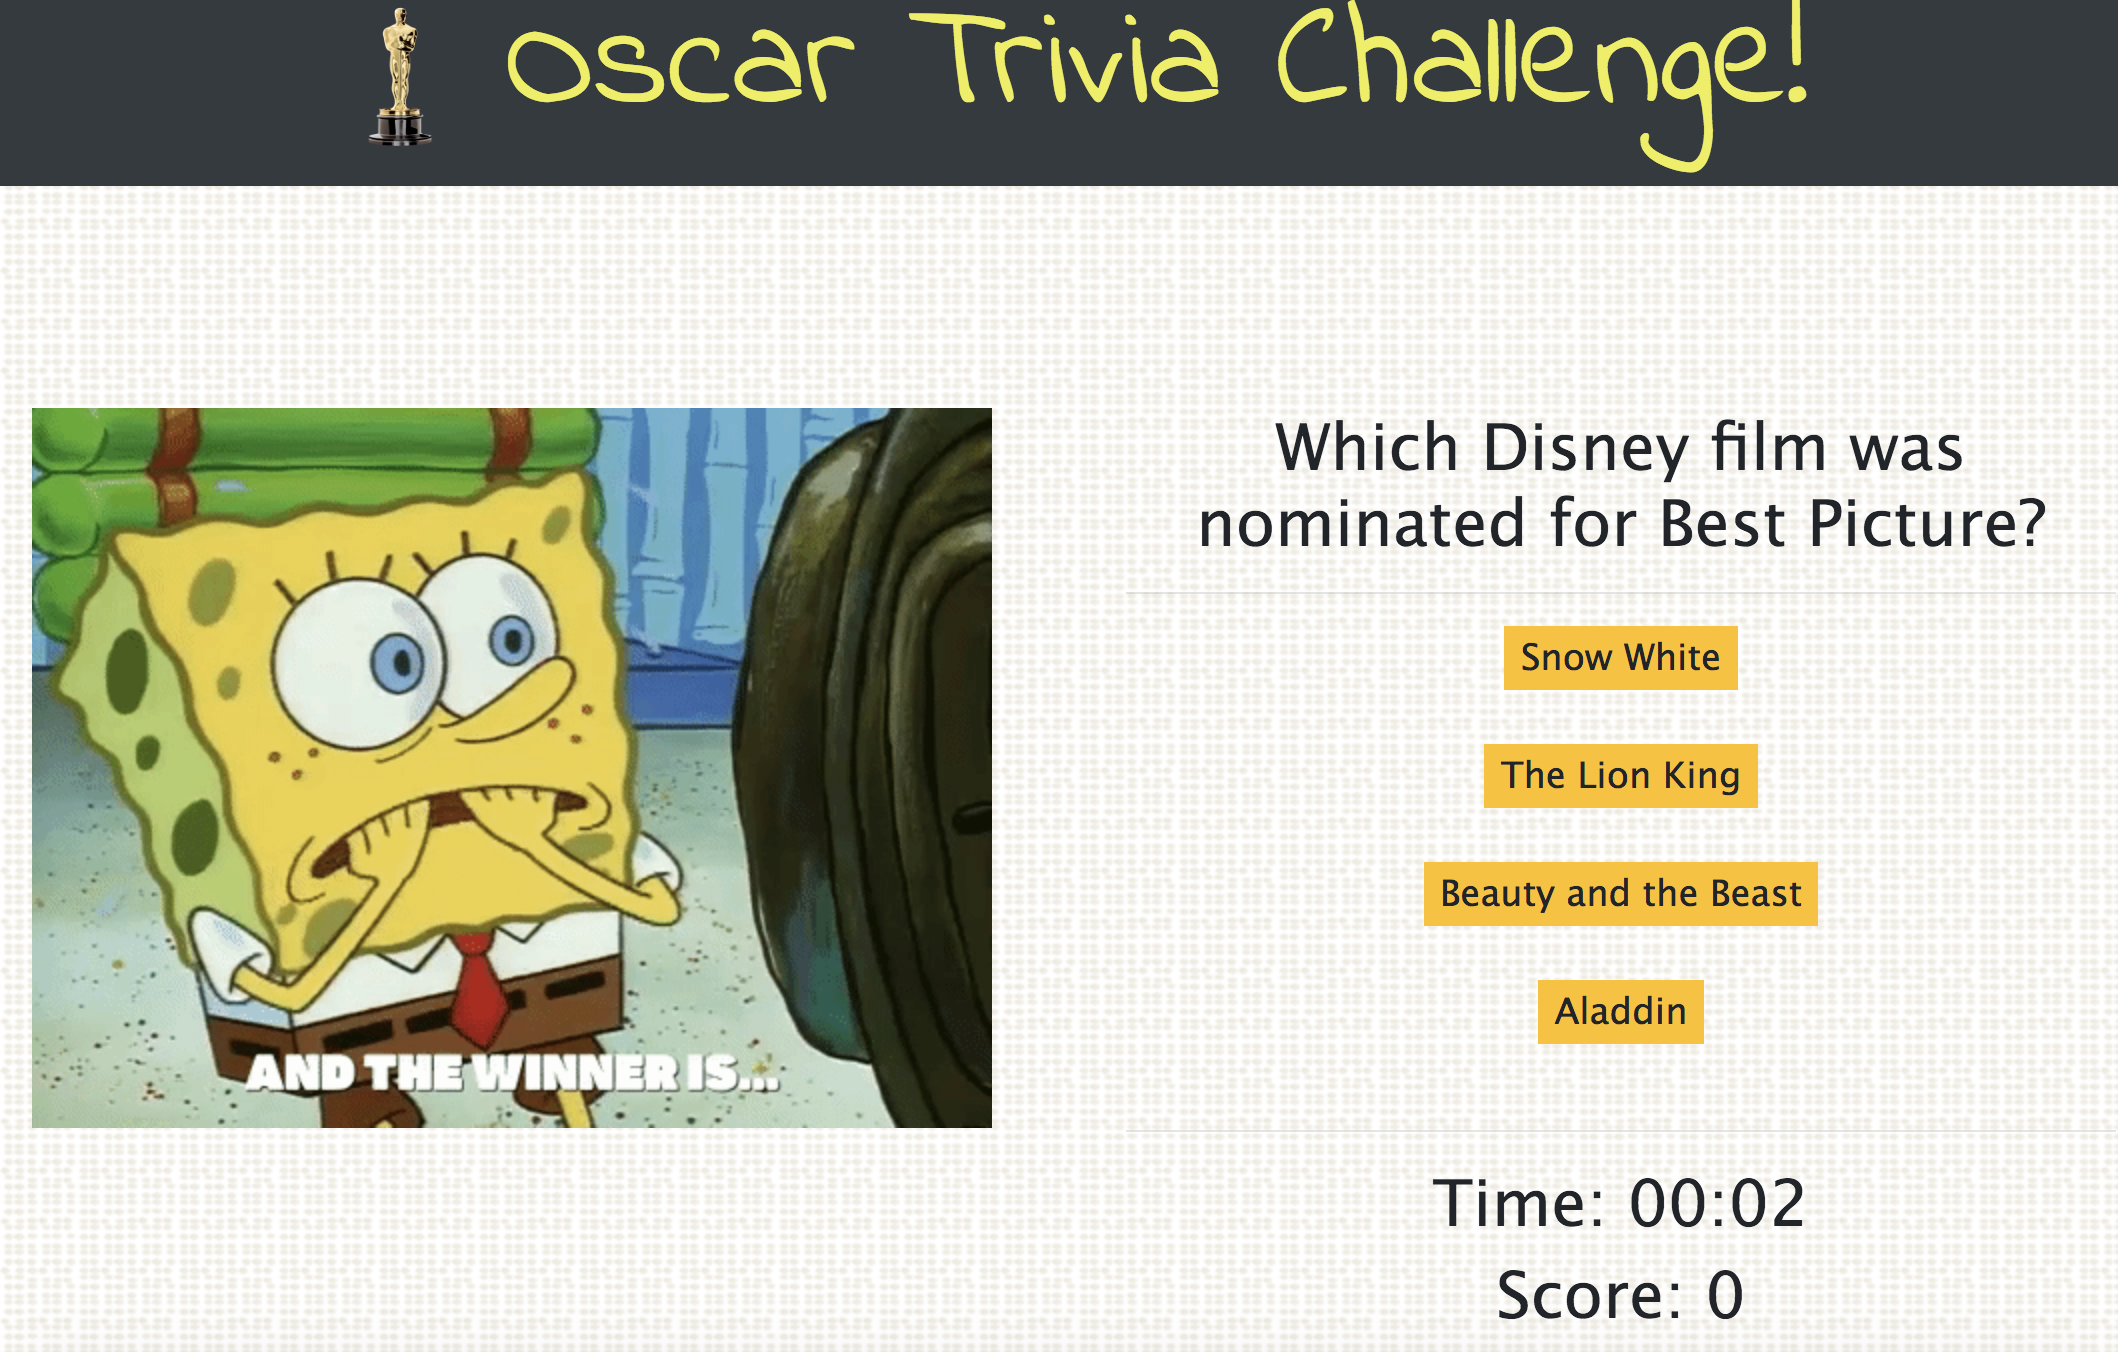 Oscar Trivia Challenge!
AND THE WINNER IS...
Which Disney film was
nominated for Best Picture?
Snow White
The Lion King
Beauty and the Beast
Aladdin
Time: 00:02
Score: 0